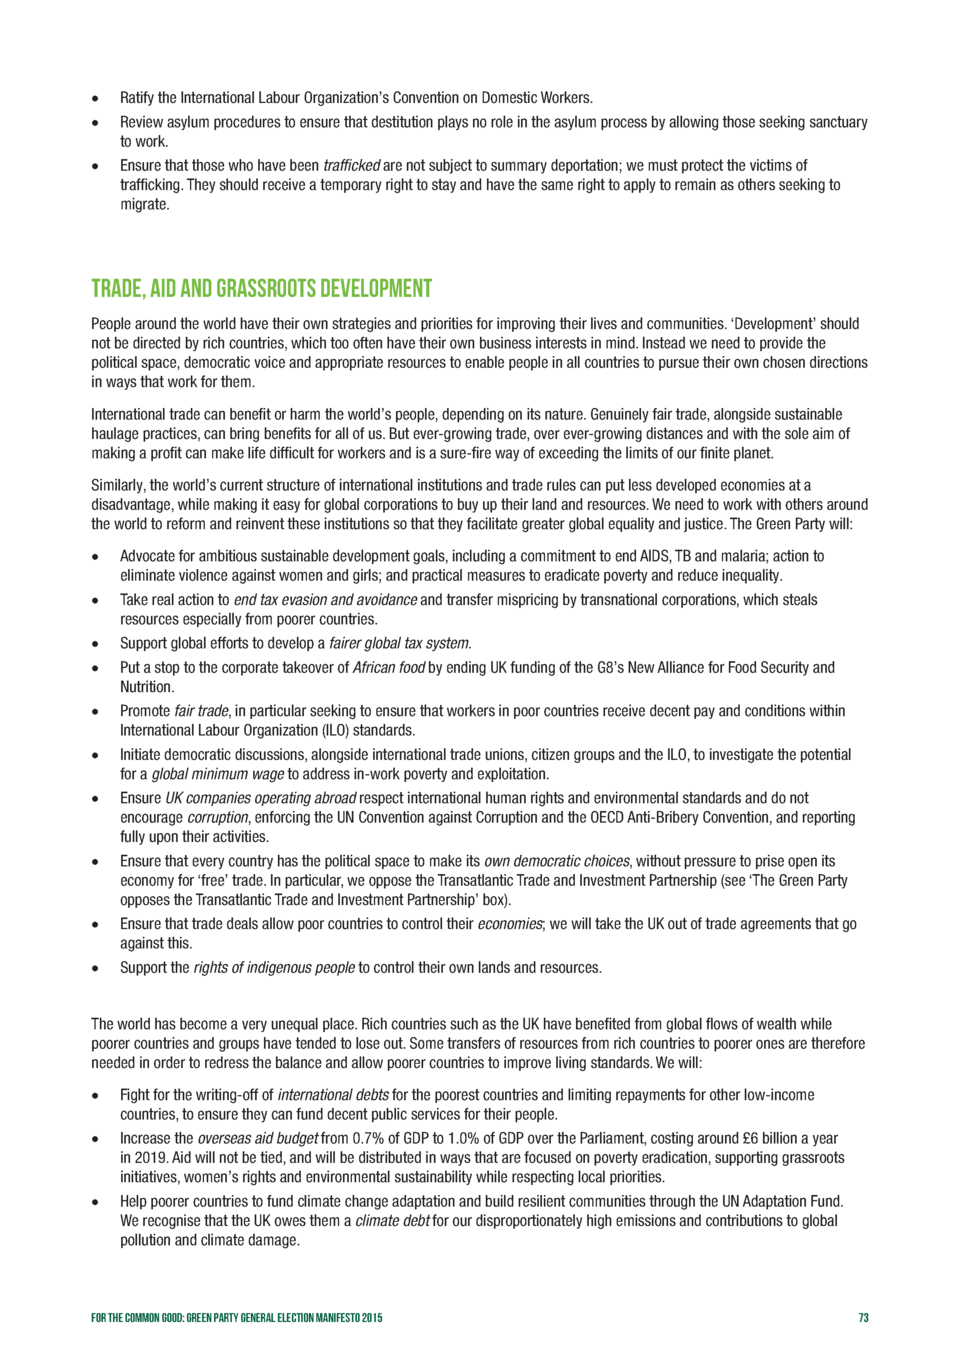 • Ratify the International Labour Organization's Convention on Domestic Workers.
• Review asylum procedures to ensure that destitution plays no role in the asylum process by allowing those seeking sanctuary
to work.
• Ensure that those who have been trafficked are not subject to summary deportation; we must protect the victims of
trafficking. They should receive a temporary right to stay and have the same right to apply to remain as others seeking to
migrate.
TRADE, AID AND GRASSROOTS DEVELOPMENT
People around the world have their own strategies and priorities for improving their lives and communities. 'Development' should
not be directed by rich countries, which too often have their own business interests in mind. Instead we need to provide the
political space, democratic voice and appropriate resources to enable people in all countries to pursue their own chosen directions
in ways that work for them.
International trade can benefit or harm the world's people, depending on its nature. Genuinely fair trade, alongside sustainable
haulage practices, can bring benefits for all of us. But ever-growing trade, over ever-growing distances and with the sole aim of
making a profit can make life difficult for workers and is a sure-fire way of exceeding the limits of our finite planet.
Similarly, the world's current structure of international institutions and trade rules can put less developed economies at a
disadvantage, while making it easy for global corporations to buy up their land and resources. We need to work with others around
the world to reform and reinvent these institutions so that they facilitate greater global equality and justice. The Green Party will:
• Advocate for ambitious sustainable development goals, including a commitment to end AIDS, TB and malaria; action to
eliminate violence against women and girls; and practical measures to eradicate poverty and reduce inequality.
• Take real action to end tax evasion and avoidance and transfer mispricing by transnational corporations, which steals
resources especially from poorer countries.
• Support global efforts to develop a fairer global tax system.
• Put a stop to the corporate takeover of African food by ending UK funding of the G8's New Alliance for Food Security and
Nutrition.
• Promote fair trade, in particular seeking to ensure that workers in poor countries receive decent pay and conditions within
International Labour Organization (ILO) standards.
• Initiate democratic discussions, alongside international trade unions, citizen groups and the ILO, to investigate the potential
for a global minimum wage to address in-work poverty and exploitation.
• Ensure UK companies operating abroad respect international human rights and environmental standards and do not
encourage corruption, enforcing the UN Convention against Corruption and the OECD Anti-Bribery Convention, and reporting
fully upon their activities.
• Ensure that every country has the political space to make its own democratic choices, without pressure to prise open its
economy for 'free' trade. In particular, we oppose the Transatlantic Trade and Investment Partnership (see 'The Green Party
opposes the Transatlantic Trade and Investment Partnership' box).
• Ensure that trade deals allow poor countries to control their economies; we will take the UK out of trade agreements that go
against this.
• Support the rights of indigenous people to control their own lands and resources.
The world has become a very unequal place. Rich countries such as the UK have benefited from global flows of wealth while
poorer countries and groups have tended to lose out. Some transfers of resources from rich countries to poorer ones are therefore
needed in order to redress the balance and allow poorer countries to improve living standards. We will:
• Fight for the writing-off of international debts for the poorest countries and limiting repayments for other low-income
countries, to ensure they can fund decent public services for their people.
• Increase the overseas aid budget from 0.7% of GDP to 1.0% of GDP over the Parliament, costing around £6 billion a year
in 2019. Aid will not be tied, and will be distributed in ways that are focused on poverty eradication, supporting grassroots
initiatives, women's rights and environmental sustainability while respecting local priorities.
• Help poorer countries to fund climate change adaptation and build resilient communities through the UN Adaptation Fund.
We recognise that the UK owes them a climate debt for our disproportionately high emissions and contributions to global
pollution and climate damage.
FOR THE COMMON GOOD: GREEN PARTY GENERAL ELECTION MANIFESTO 2015 73